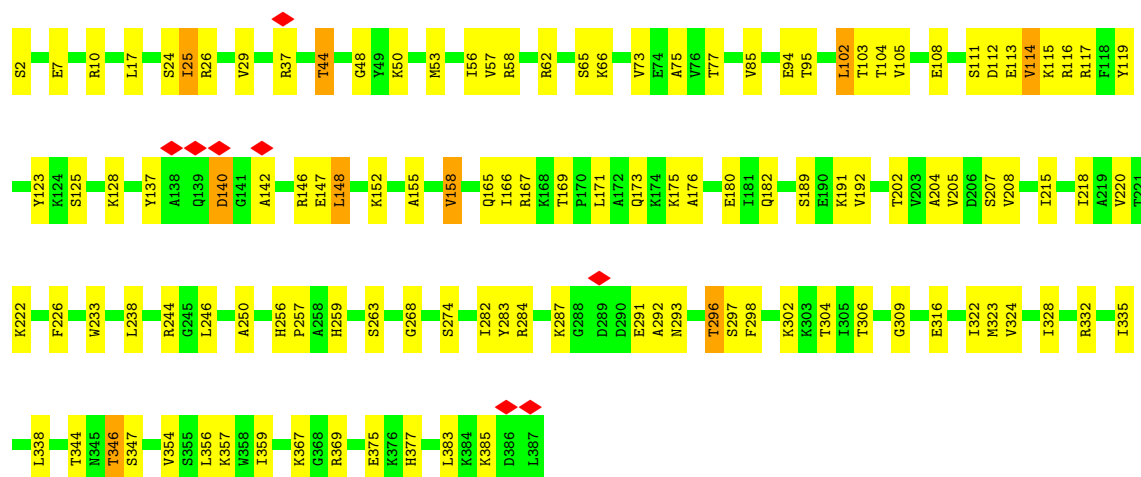 S2 E7 R10 L17 S24 I25 R26 V29 R37 T44 G48 Y49 K50 M53 I56 V57 R58 R62 S65 K66 V73 E74 A75 V76 T77 V85 E94 T95 L102 T103 T104 V105 E108 S111 D112 E113 V114 K115 R116 R117 F118 Y119
Y123 K124 S125 K128 Y137 A138 Q139 D140 G141 A142 R146 E147 L148 K152 A155 V158 Q165 I166 R167 K168 T169 P170 L171 A172 Q173 K174 K175 A176 E180 I181 Q182 S189 E190 K191 V192 T202 V203 A204 V205 D206 S207 V208 I215 I218 A219 V220 T221
K222 F226 W233 L238 R244 G245 L246 A250 H256 P257 A258 H259 S263 G268 S274 I282 Y283 R284 K287 G288 D289 D290 E291 A292 N293 T296 S297 F298 K302 K303 T304 I305 T306 G309 E316 I322 M323 V324 I328 R332 I335
L338 T344 N345 T346 S347 V354 S355 L356 K357 W358 I359 K367 G368 R369 E375 K376 H377 L383 K384 K385 D386 L387